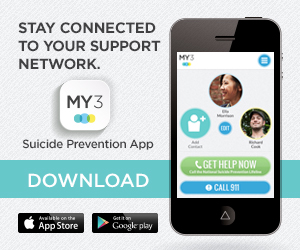 STAY CONNECTED
TO YOUR SUPPORT
NETWORK.
MY3
Suicide Prevention App
DOWNLOAD
Available on the
App Store
Get it on
Google play
MY3
Ella
Morrison
Add
Contact
EDIT
Richard
Cook
GET HELP NOW
Call the National Suicide Prevention Lifeline
CALL 911